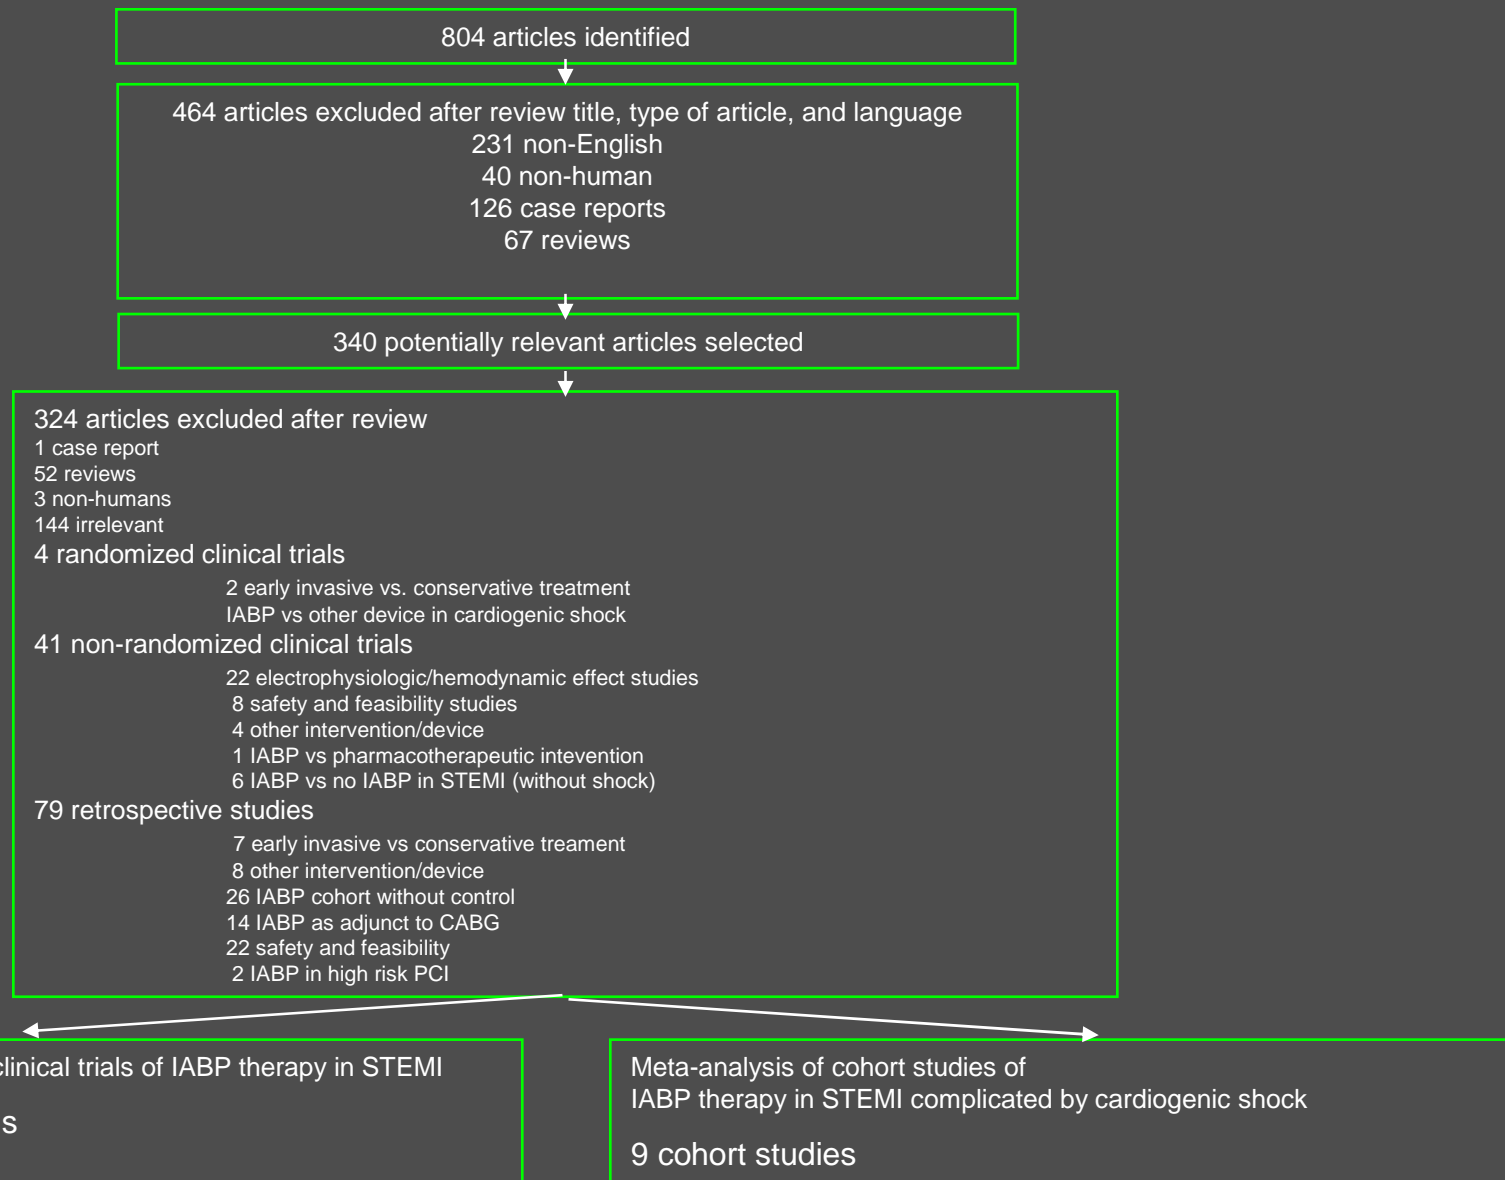 804 articles identified
464 articles excluded after review title, type of article, and language
231 non-English
40 non-human
126 case reports
67 reviews
340 potentially relevant articles selected
324 articles excluded after review
1 case report
52 reviews
3 non-humans
144 irrelevant
4 randomized clinical trials
2 early invasive vs. conservative treatment
IABP vs other device in cardiogenic shock
41 non-randomized clinical trials
22 electrophysiologic/hemodynamic effect studies
8 safety and feasibility studies
4 other intervention/device
1 IABP vs pharmacotherapeutic intevention
6 IABP vs no IABP in STEMI (without shock)
79 retrospective studies
7 early invasive vs conservative treament
8 other intervention/device
26 IABP cohort without control
14 IABP as adjunct to CABG
22 safety and feasibility
2 IABP in high risk PCI
clinical trials of IABP therapy in STEMI
s
Meta-analysis of cohort studies of
IABP therapy in STEMI complicated by cardiogenic shock
9 cohort studies